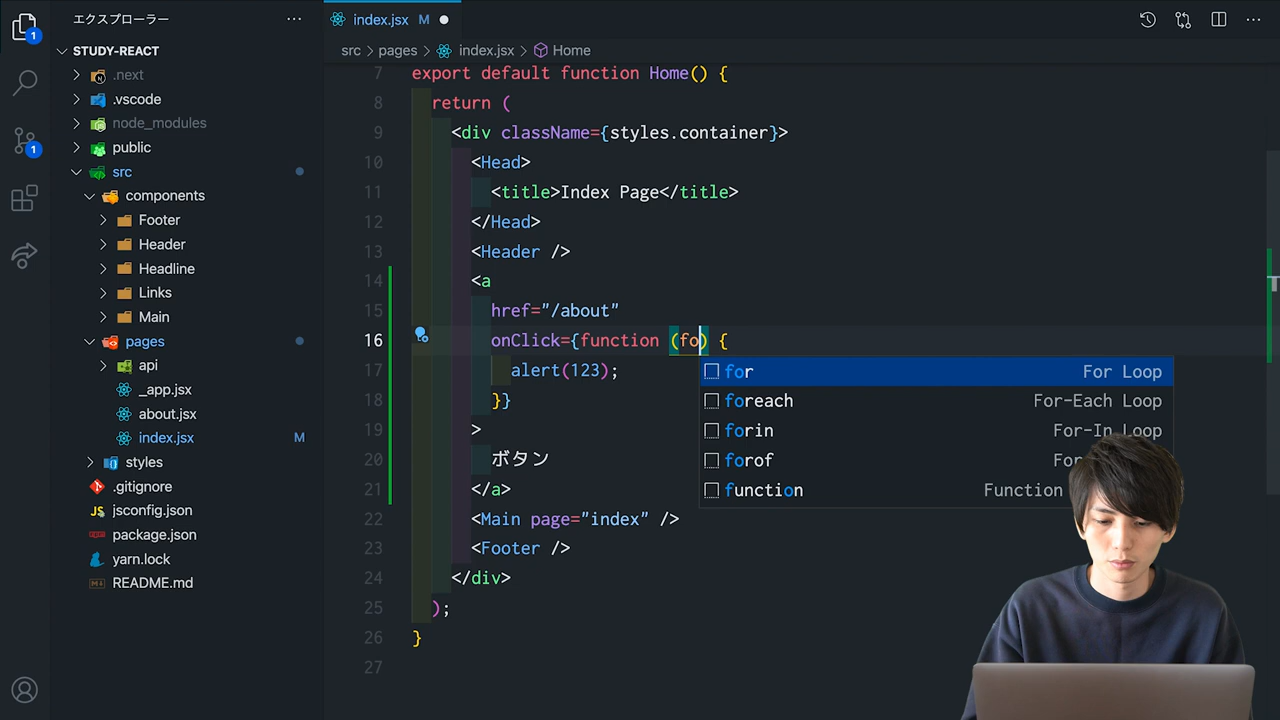 エクスプローラー
STUDY-REACT
.next
.vscode
node_modules
public
src
components
Footer
Header
Headline
Links
Main
pages
api
_app.jsx
about.jsx
index.jsx M
styles
.gitignore
jsconfig.json
package.json
yarn.lock
README.md
1
1
index.jsx M
src > pages > index.jsx > Home
7 export default function Home() {
8 return (
9 <div className={styles.container}>
10 <Head>
11 <title>Index Page</title>
12 </Head>
13 <Header />
14 <a
15 href="/about"
16 onClick={function (fo) {
17 alert(123);
18 }}
19 >
20 ボタン
21 </a>
22 <Main page="index" />
23 <Footer />
24 </div>
25 );
26 }
27
for For Loop
foreach For-Each Loop
forin For-In Loop
forof
function Function